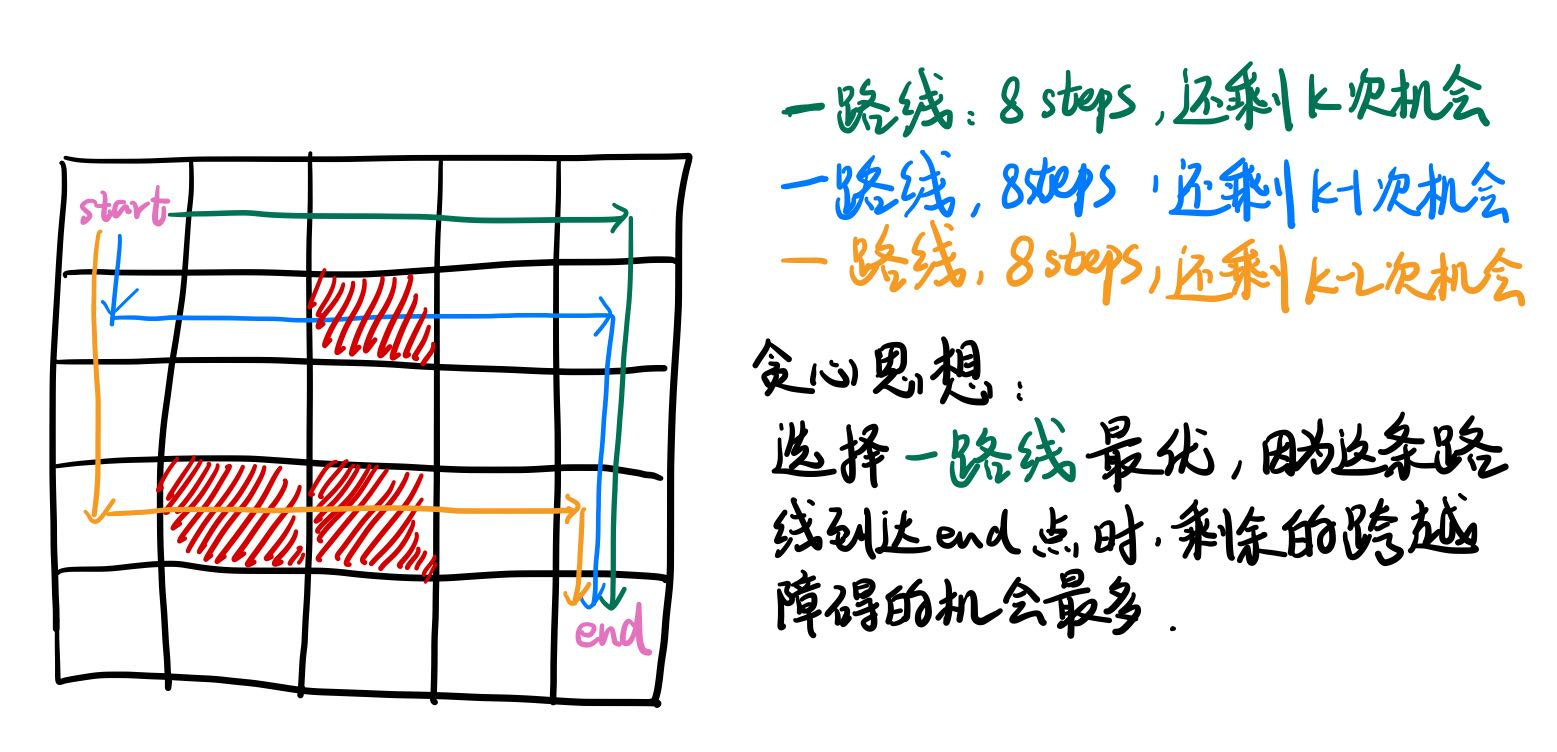 start
end
一路线：8 steps，还剩k次机会
一路线，8steps，还剩k-1次机会
一路线，8steps，还剩k-2次机会
贪心思想：
选择一路线最优，因为这条路
线到达end点时，剩余的跨越
障碍的机会最多．